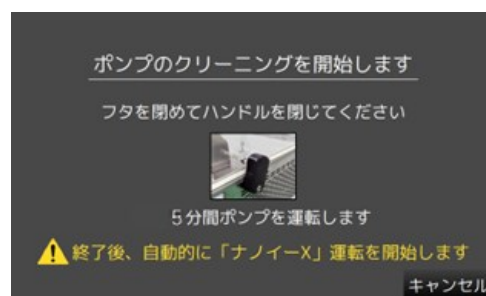 ポンプのクリーニングを開始します
フタを閉めてハンドルを閉じてください
5分間ポンプを運転します
終了後、自動的に「ナノイーX」運転を開始します
キャンセル